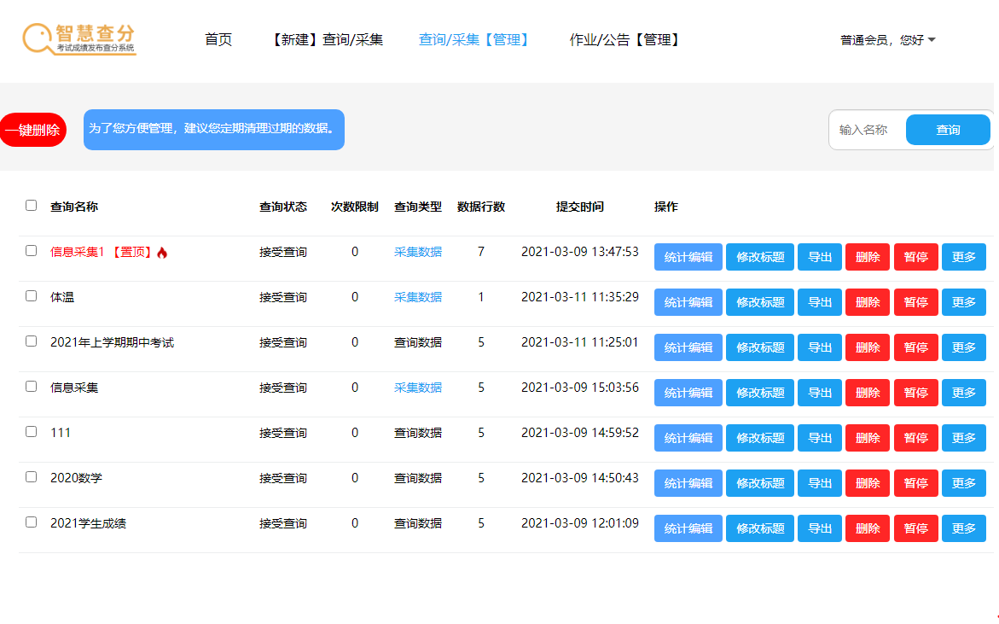 智慧查分
考试成绩发布查分系统
首页 【新建】查询/采集 查询/采集【管理】 作业/公告【管理】 普通会员，您好
一键删除 为了您方便管理，建议您定期清理过期的数据。 输入名称 查询
查询名称 查询状态 次数限制 查询类型 数据行数 提交时间 操作
信息采集1 【置顶】 接受查询 0 采集数据 7 2021-03-09 13:47:53 统计编辑 修改标题 导出 删除 暂停 更多
体温 接受查询 0 采集数据 1 2021-03-11 11:35:29 统计编辑 修改标题 导出 删除 暂停 更多
2021年上学期期中考试 接受查询 0 查询数据 5 2021-03-11 11:25:01 统计编辑 修改标题 导出 删除 暂停 更多
信息采集 接受查询 0 采集数据 5 2021-03-09 15:03:56 统计编辑 修改标题 导出 删除 暂停 更多
111 接受查询 0 查询数据 5 2021-03-09 14:59:52 统计编辑 修改标题 导出 删除 暂停 更多
2020数学 接受查询 0 查询数据 5 2021-03-09 14:50:43 统计编辑 修改标题 导出 删除 暂停 更多
2021学生成绩 接受查询 0 查询数据 5 2021-03-09 12:01:09 统计编辑 修改标题 导出 删除 暂停 更多